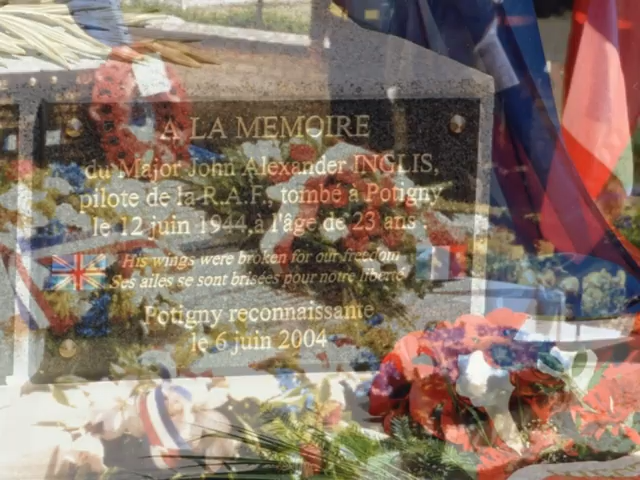 A LA MEMOIRE
du Major John Alexander INGLIS,
pilote de la R.A.F., tombé à Potigny
le 12 juin 1944, à l'âge de 23 ans :
His wings were broken for our freedom
Ses ailes se sont brisées pour notre liberté
Potigny reconnaissante
le 6 juin 2004